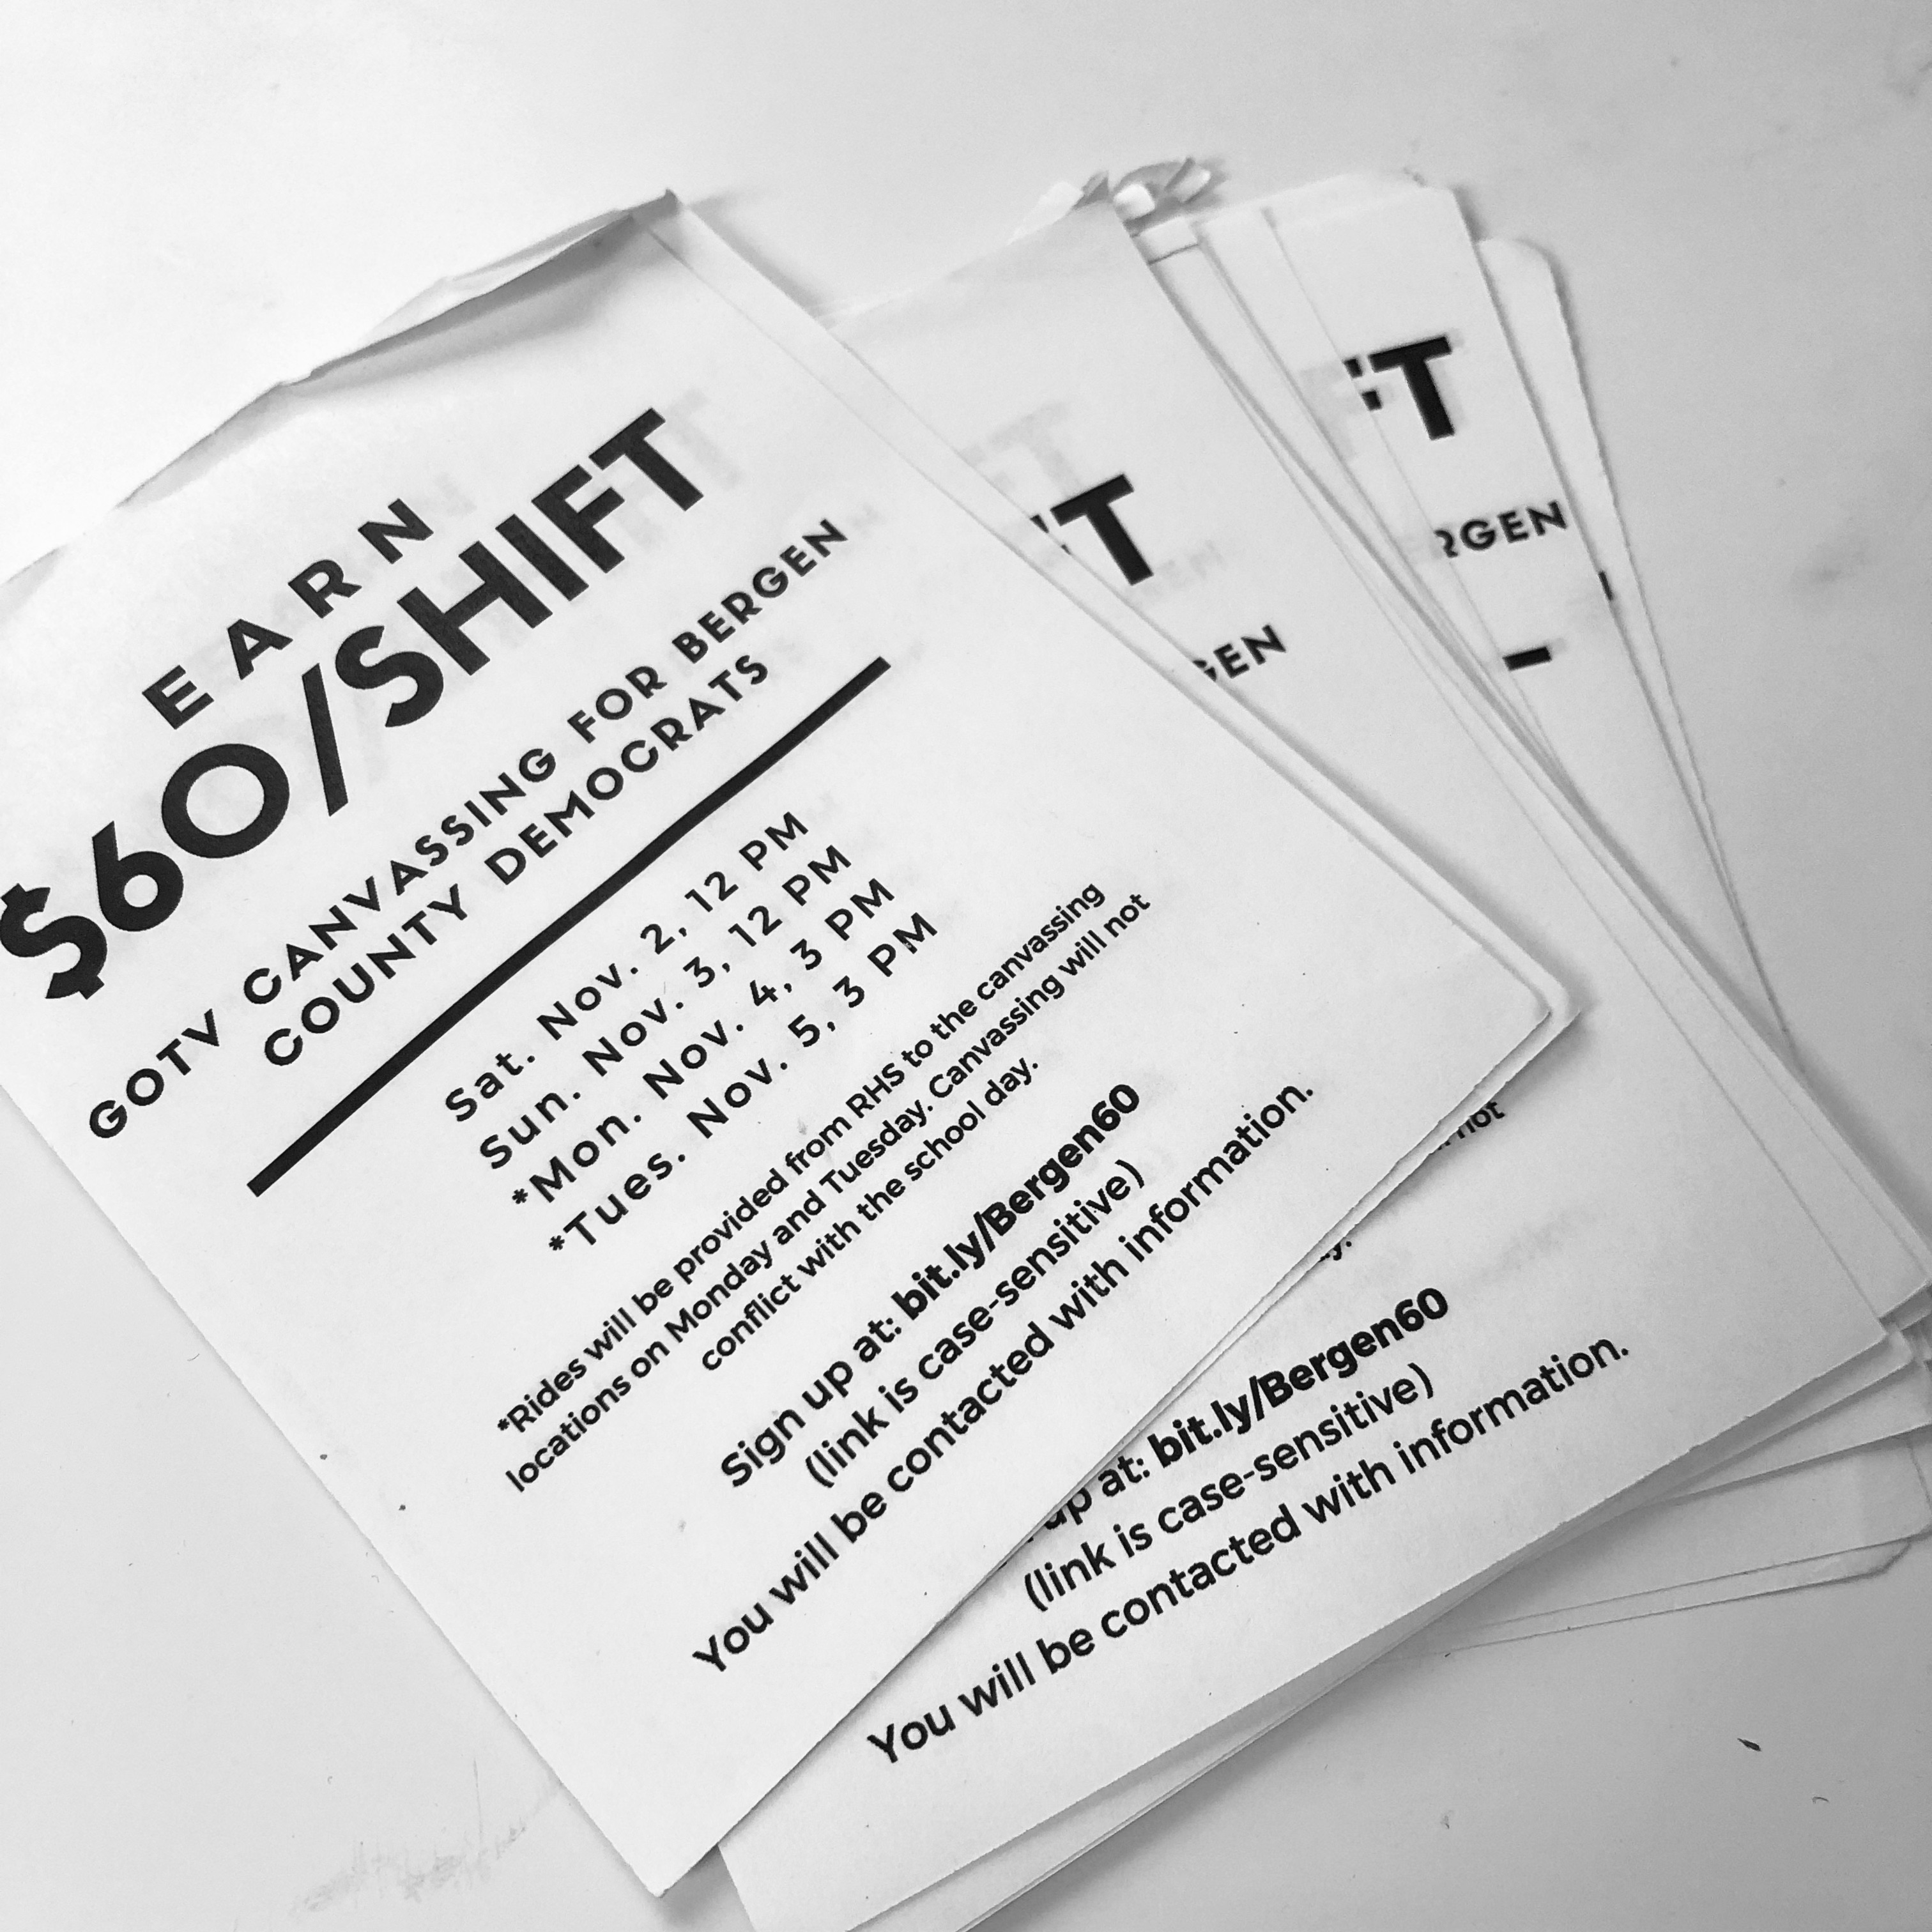 EARN
$60/SHIFT
GOTV CANVASSING FOR BERGEN
COUNTY DEMOCRATS
Sat. Nov. 2, 12 PM
Sun. Nov. 3, 12 PM
*Mon. Nov. 4, 3 PM
*Tues. Nov. 5, 3 PM
*Rides will be provided from RHS to the canvassing
locations on Monday and Tuesday. Canvassing will not
conflict with the school day.
Sign up at: bit.ly/Bergen60
(link is case-sensitive)
You will be contacted with information.
T
GEN
not
y.
up at: bit.ly/Bergen60
(link is case-sensitive)
You will be contacted with information.
FT
RGEN